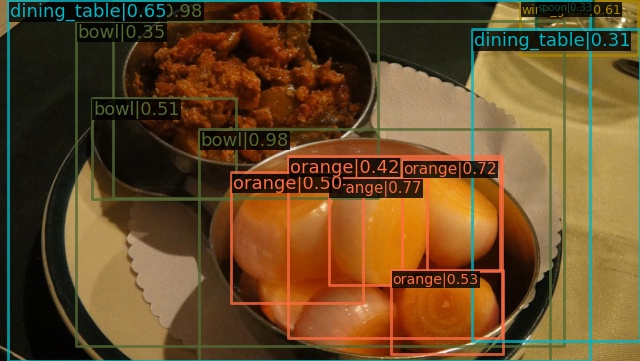 dining_table|0.65
0.98
wine_g |0.61
spoon|0.33
bowl|0.35
dining_table|0.31
bowl|0.51
bowl|0.98
orange|0.42
orange|0.72
orange|0.50
ange|0.77
orange|0.53